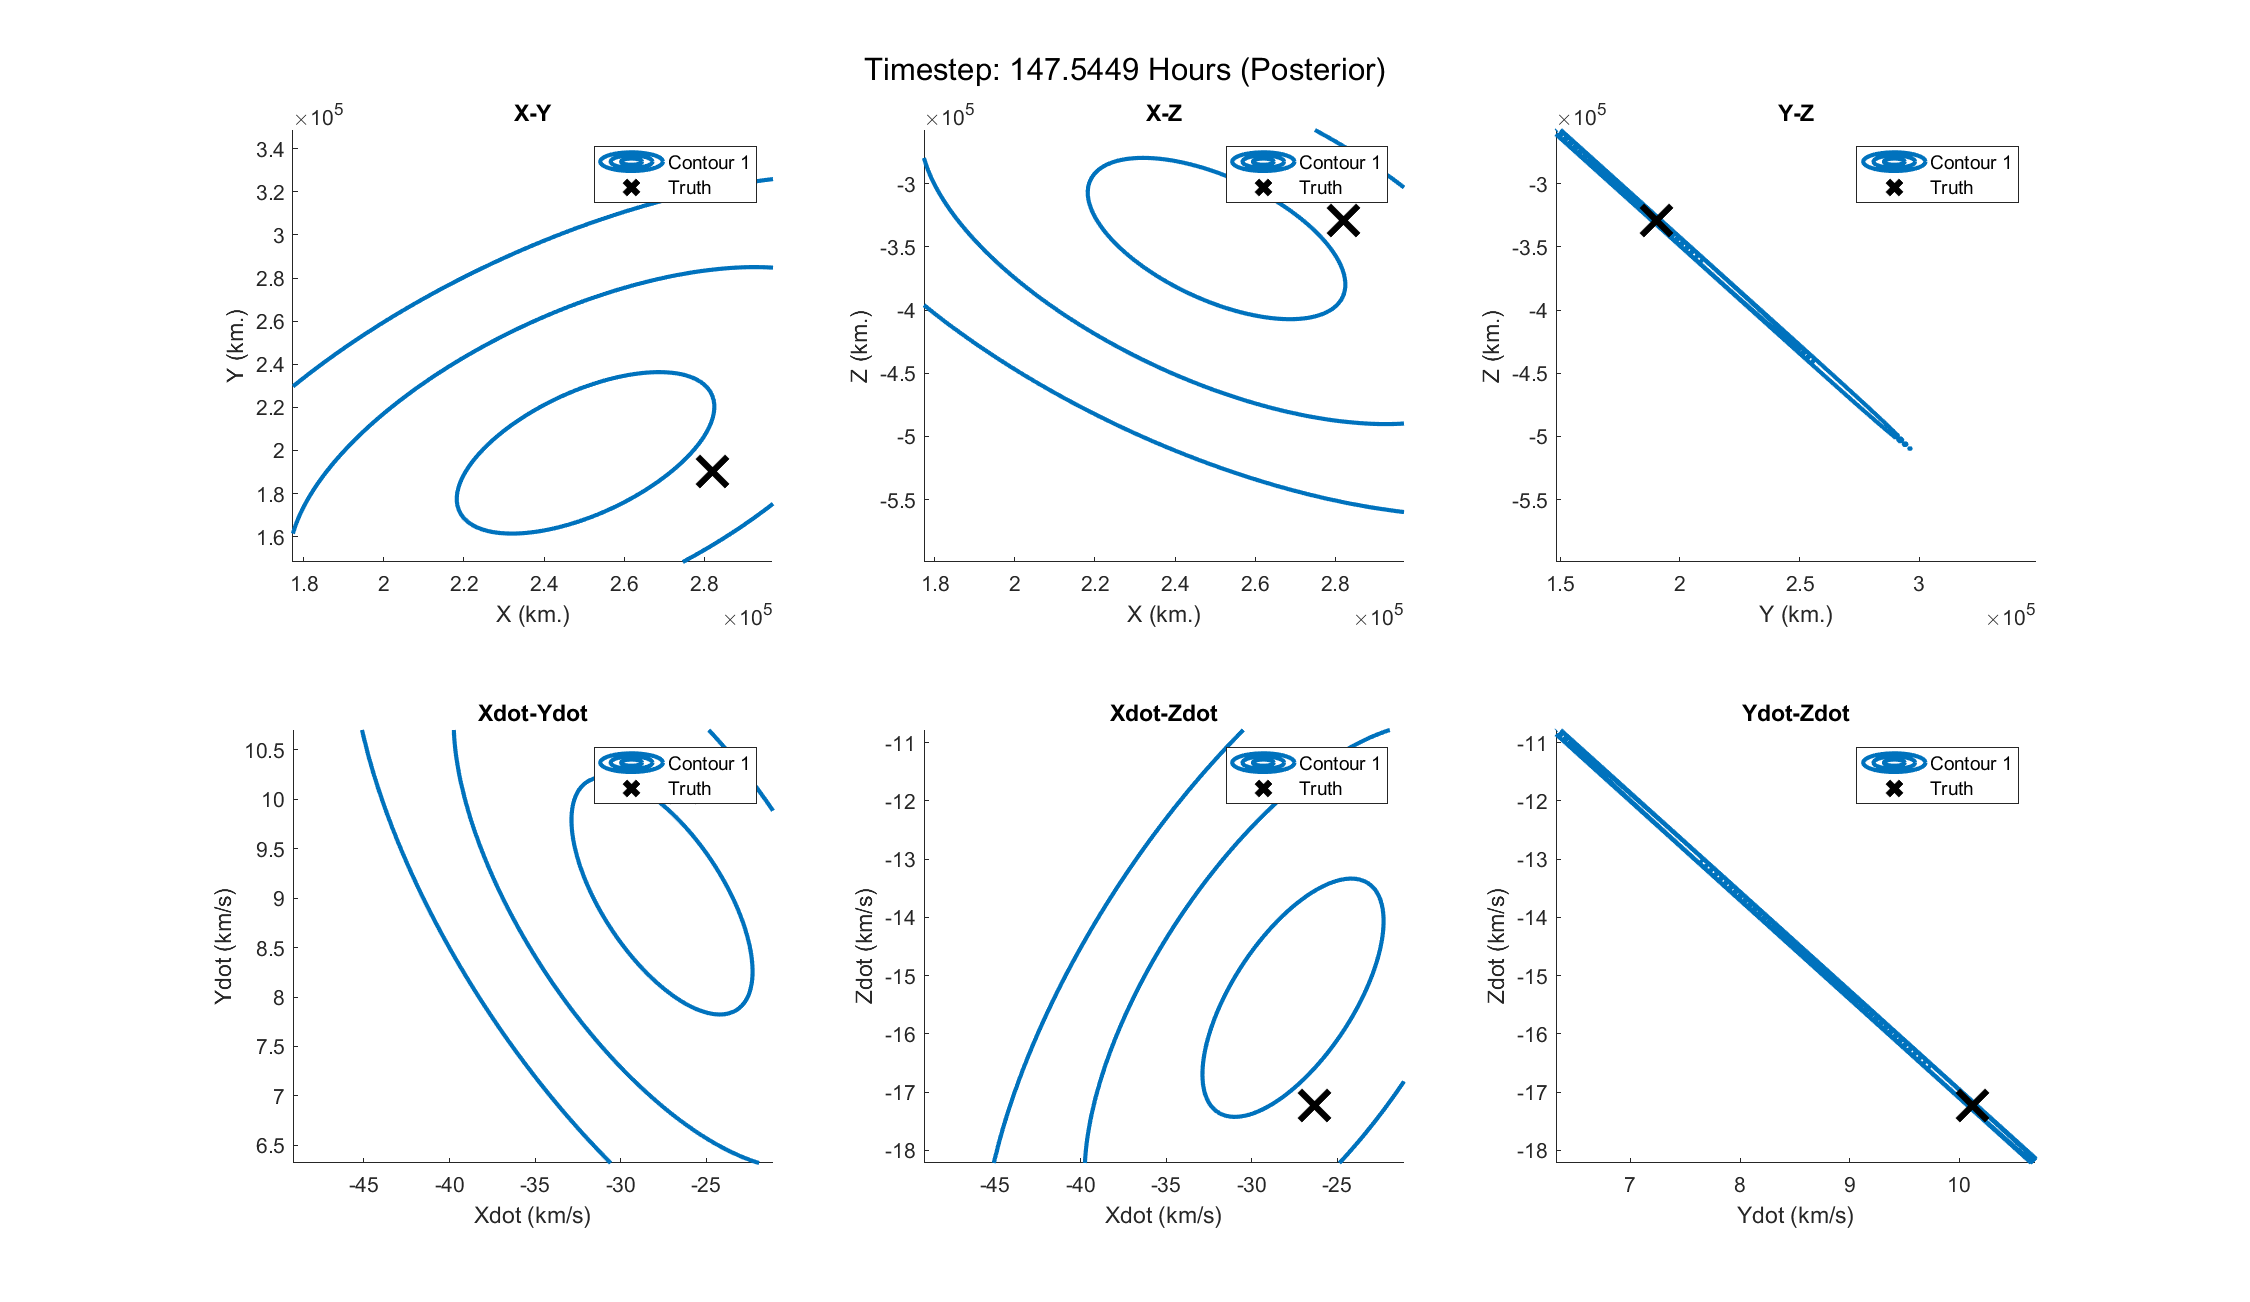 Timestep: 147.5449 Hours (Posterior)
X-Y
×10^5
3.4
3.2
3
2.8
2.6
2.4
2.2
2
1.8
1.6
Y (km.)
1.8
2
2.2
2.4
2.6
2.8
X (km.)
×10^5
Contour 1
Truth
X-Z
×10^5
-3
-3.5
-4
-4.5
-5
-5.5
Z (km.)
1.8
2
2.2
2.4
2.6
2.8
X (km.)
×10^5
Contour 1
Truth
Y-Z
×10^5
-3
-3.5
-4
-4.5
-5
-5.5
Z (km.)
1.5
2
2.5
3
Y (km.)
×10^5
Contour 1
Truth
Xdot-Ydot
10.5
10
9.5
9
8.5
8
7.5
7
6.5
Ydot (km/s)
-45
-40
-35
-30
-25
Xdot (km/s)
Contour 1
Truth
Xdot-Zdot
-11
-12
-13
-14
-15
-16
-17
-18
Zdot (km/s)
-45
-40
-35
-30
-25
Xdot (km/s)
Contour 1
Truth
Ydot-Zdot
-11
-12
-13
-14
-15
-16
-17
-18
Zdot (km/s)
7
8
9
10
Ydot (km/s)
Contour 1
Truth